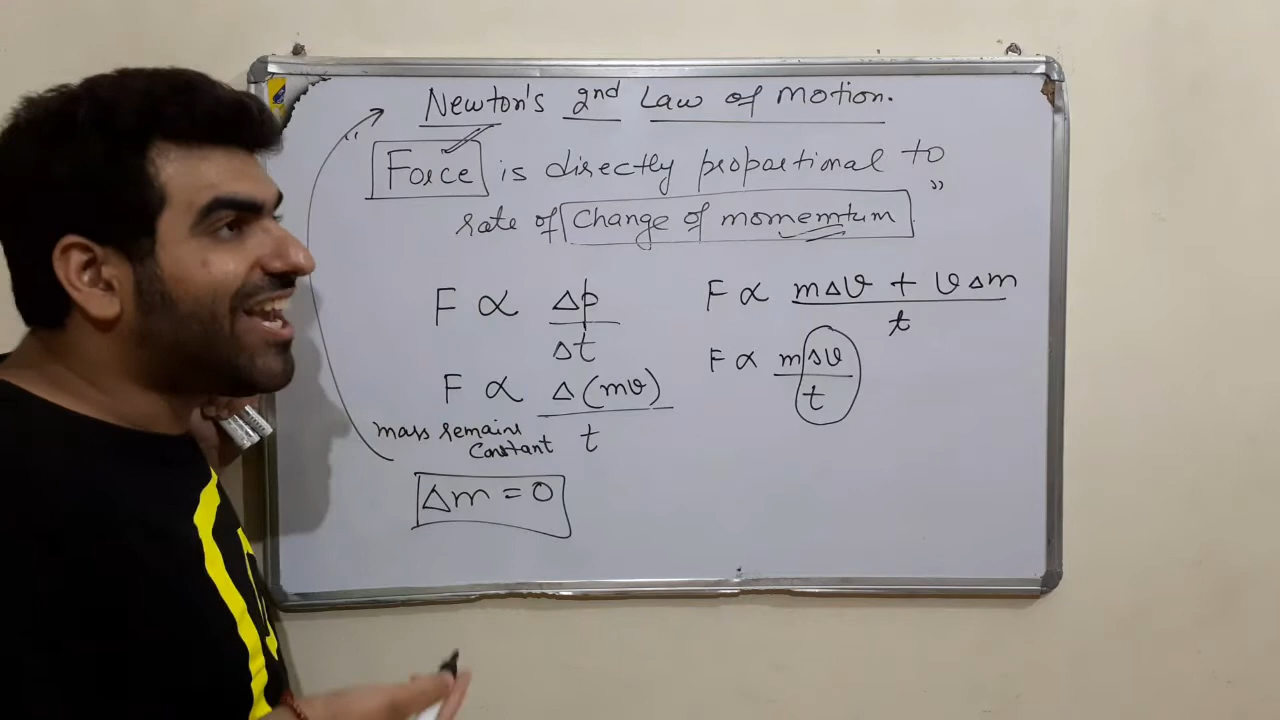 Newton's 2nd Law of motion.
"Force is directly proportional to
rate of change of momemtum"
F ∝ Δp
Δt
F ∝ Δ(mv)
t
mass remains
Constant
Δm = 0
F ∝ mΔv + vΔm
t
F ∝ mΔv
t